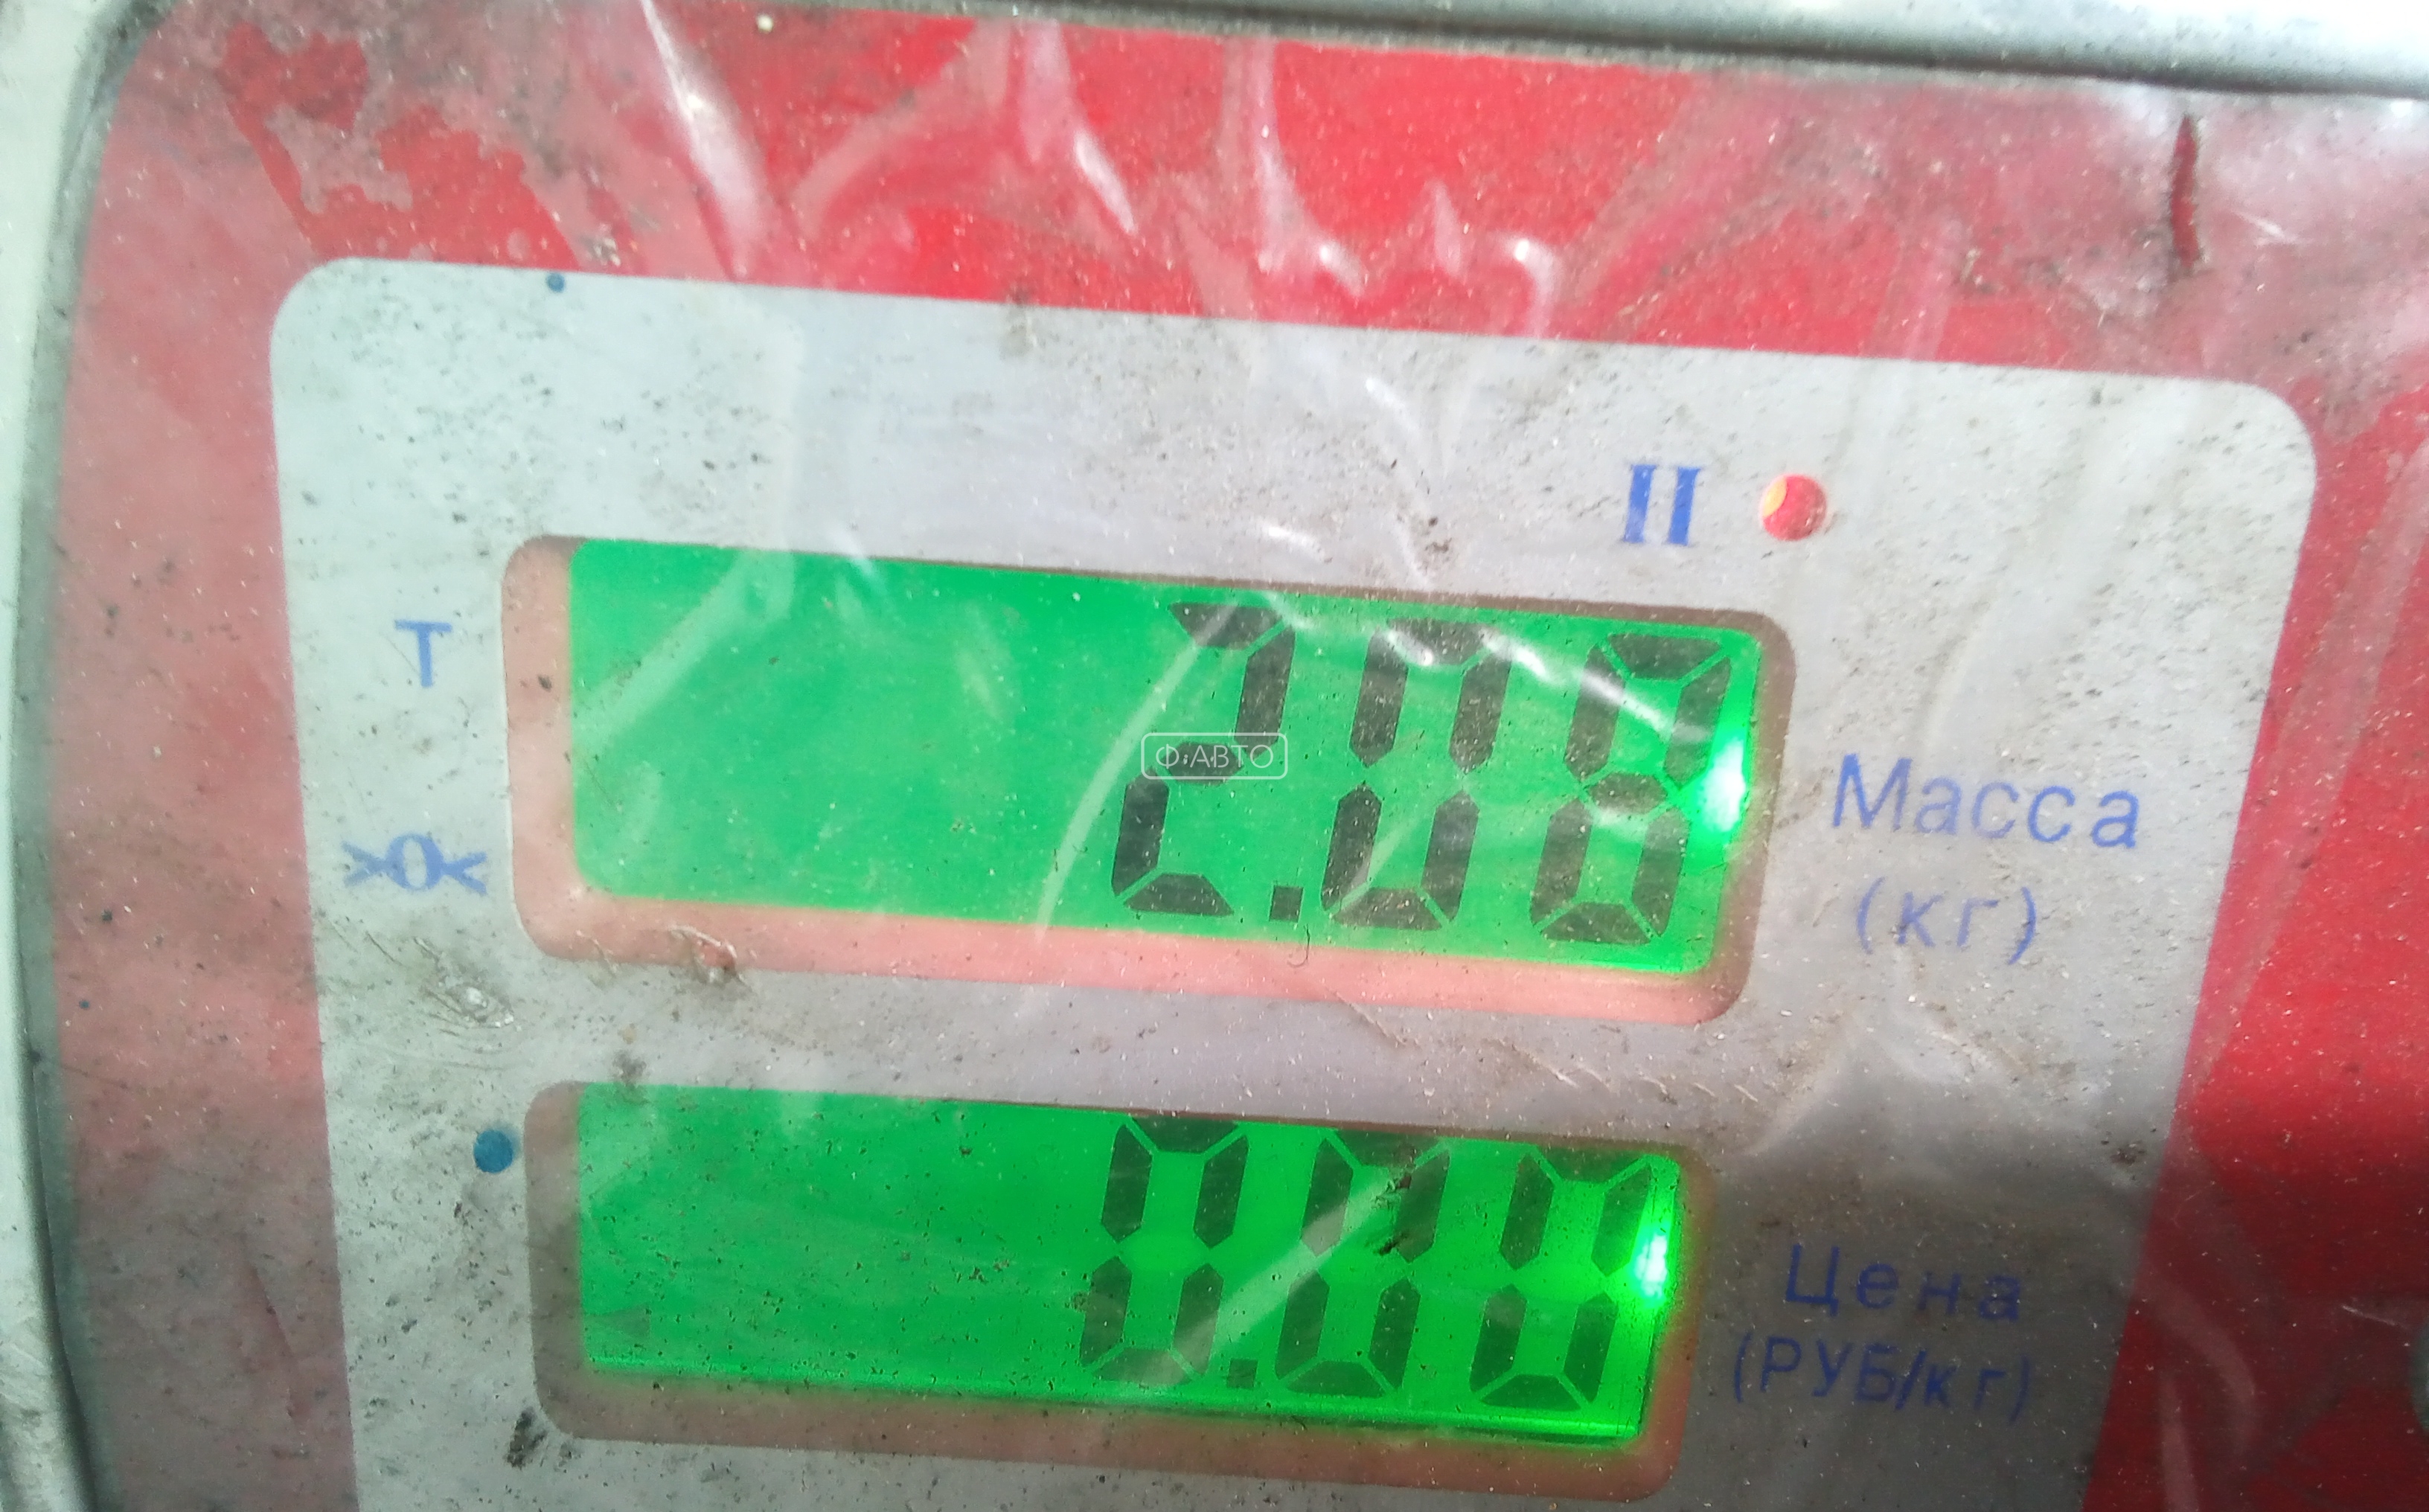 II
T
2.08
Масса
(кг)
>0<
Ф·АВТО
0.00
Цена
(РУБ/кг)